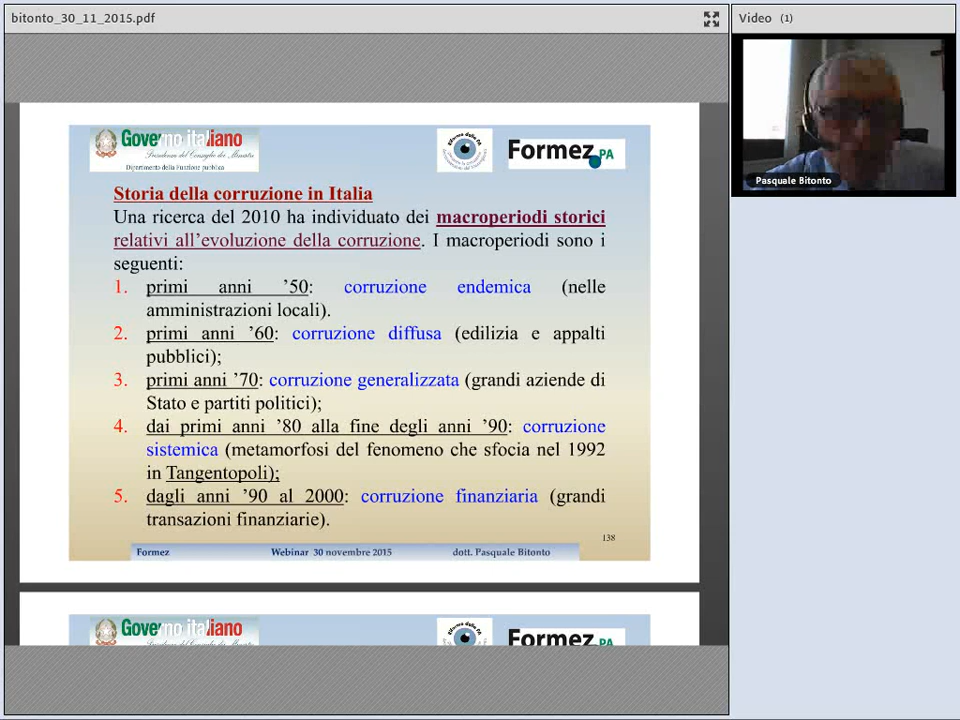 bitonto_30_11_2015.pdf
Video (1)
Pasquale Bitonto
Governo italiano
Presidenza del Consiglio dei Ministri
Dipartimento della Funzione pubblica
Formez PA
Storia della corruzione in Italia
Una ricerca del 2010 ha individuato dei macroperiodi storici
relativi all’evoluzione della corruzione. I macroperiodi sono i
seguenti:
1. primi anni ’50: corruzione endemica (nelle
amministrazioni locali).
2. primi anni ’60: corruzione diffusa (edilizia e appalti
pubblici);
3. primi anni ’70: corruzione generalizzata (grandi aziende di
Stato e partiti politici);
4. dai primi anni ’80 alla fine degli anni ’90: corruzione
sistemica (metamorfosi del fenomeno che sfocia nel 1992
in Tangentopoli);
5. dagli anni ’90 al 2000: corruzione finanziaria (grandi
transazioni finanziarie).
138
Formez Webinar 30 novembre 2015 dott. Pasquale Bitonto
Governo italiano
Formez PA